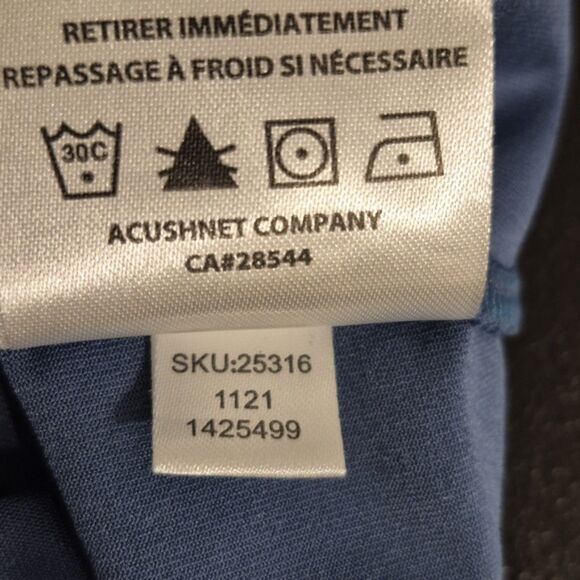 RETIRER IMMÉDIATEMENT
REPASSAGE À FROID SI NÉCESSAIRE
30C
ACUSHNET COMPANY
CA#28544
SKU:25316
1121
1425499